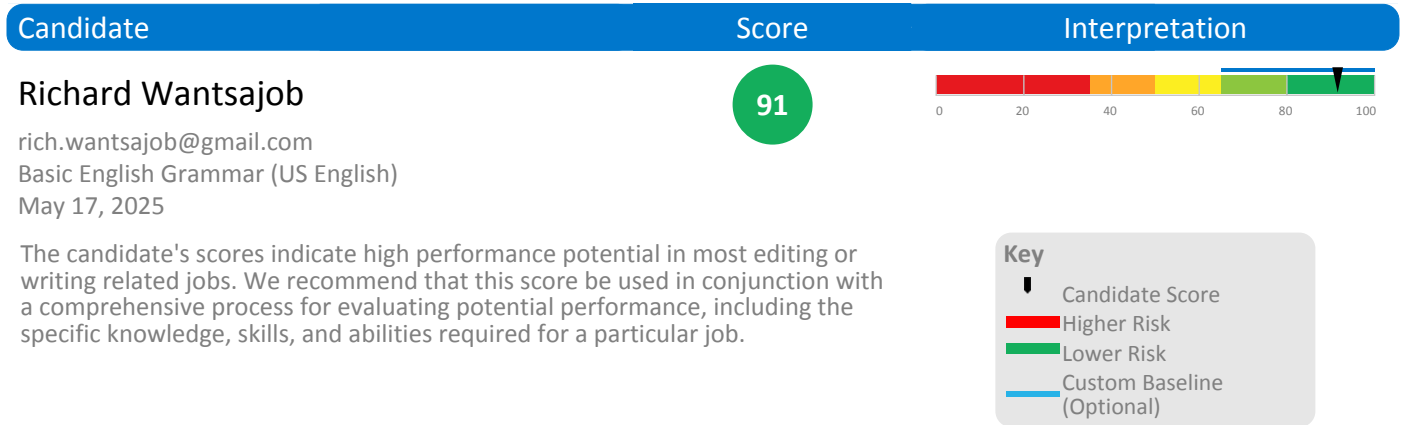 Candidate Score Interpretation
Richard Wantsajob
91
0 20 40 60 80 100
rich.wantsajob@gmail.com
Basic English Grammar (US English)
May 17, 2025
The candidate's scores indicate high performance potential in most editing or
writing related jobs. We recommend that this score be used in conjunction with
a comprehensive process for evaluating potential performance, including the
specific knowledge, skills, and abilities required for a particular job.
Key
Candidate Score
Higher Risk
Lower Risk
Custom Baseline
(Optional)